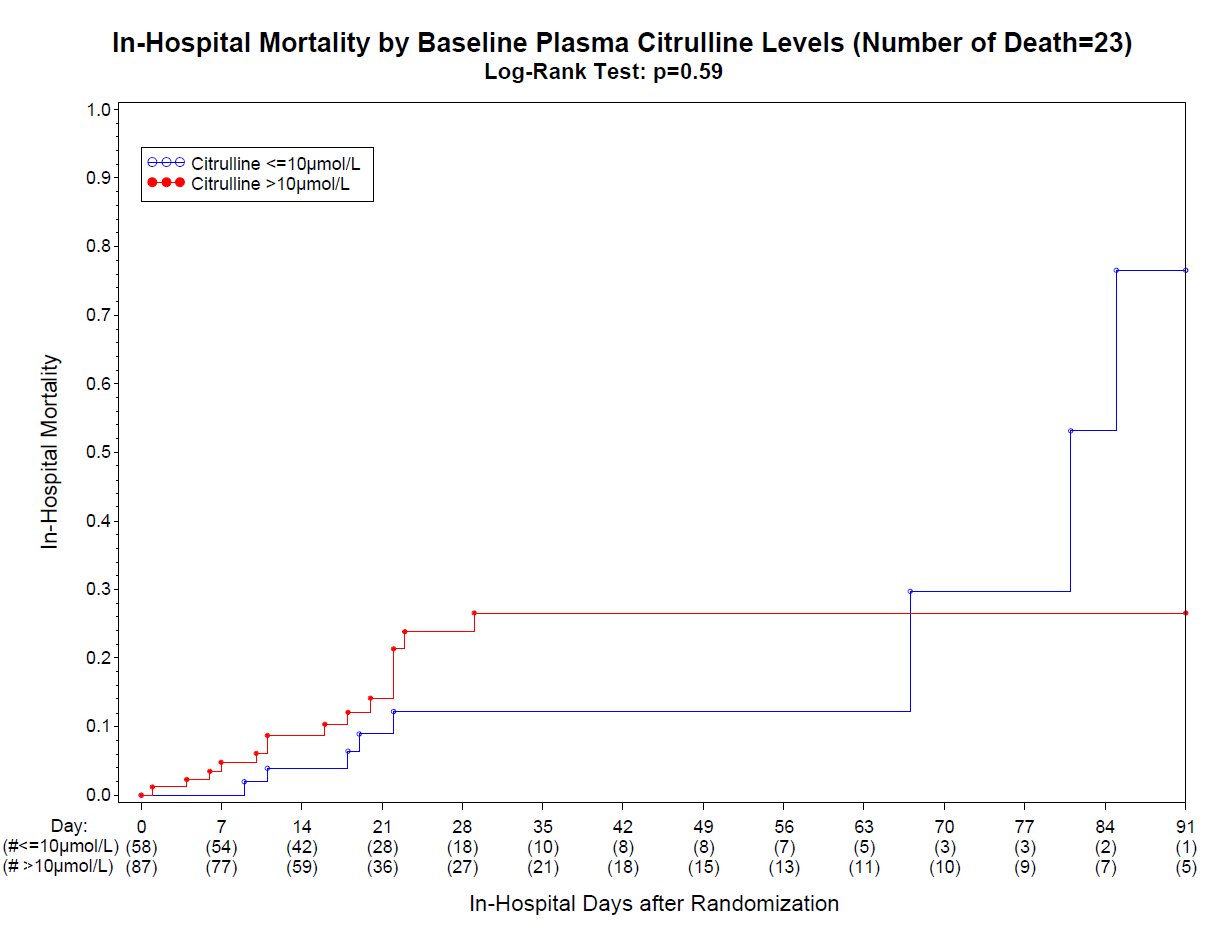 In-Hospital Mortality by Baseline Plasma Citrulline Levels (Number of Death=23)
Log-Rank Test: p=0.59
1.0
0.9
0.8
0.7
0.6
0.5
0.4
0.3
0.2
0.1
0.0
In-Hospital Mortality
Citrulline <=10µmol/L
Citrulline >10µmol/L
Day: 0 7 14 21 28 35 42 49 56 63 70 77 84 91
(#<=10µmol/L) (58) (54) (42) (28) (18) (10) (8) (8) (7) (5) (3) (3) (2) (1)
(# >10µmol/L) (87) (77) (59) (36) (27) (21) (18) (15) (13) (11) (10) (9) (7) (5)
In-Hospital Days after Randomization